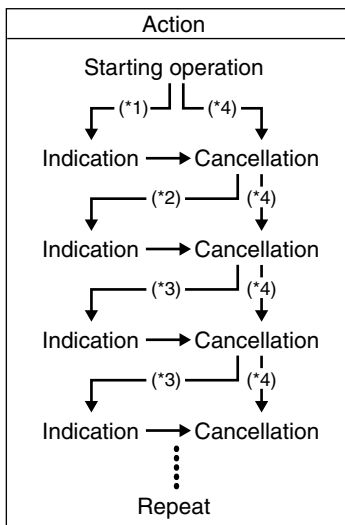 Action
Starting operation
(*1) (*4)
Indication Cancellation
(*2) (*4)
Indication Cancellation
(*3) (*4)
Indication Cancellation
(*3) (*4)
Indication Cancellation
Repeat